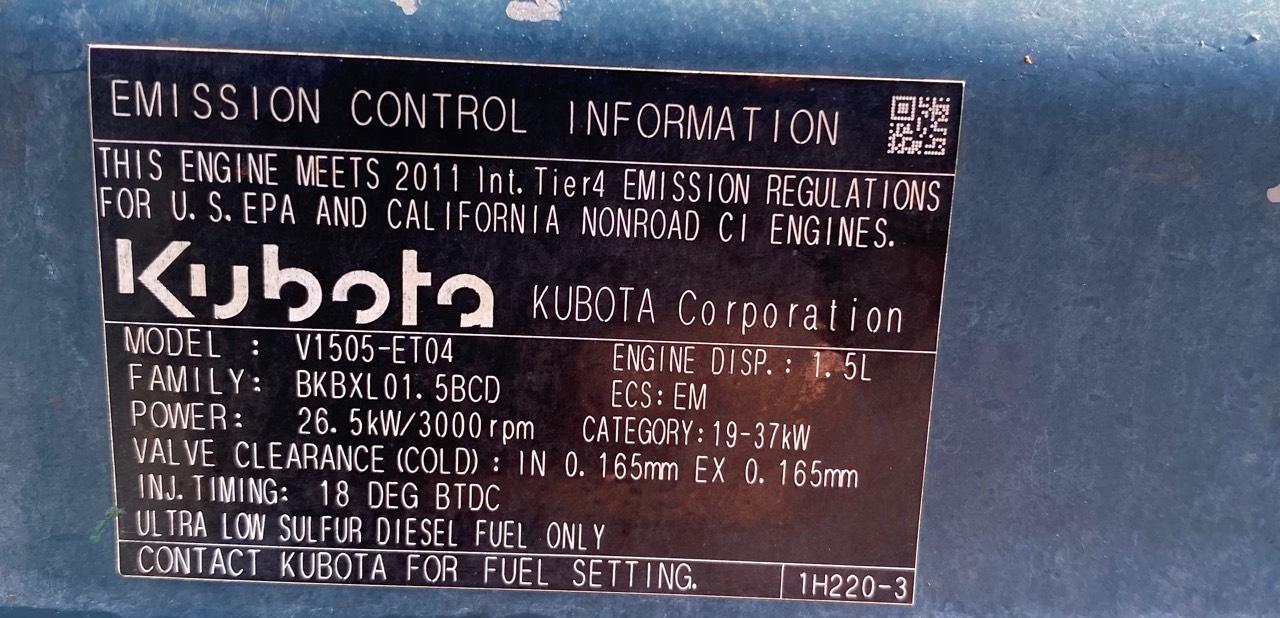 EMISSION CONTROL INFORMATION
THIS ENGINE MEETS 2011 Int. Tier4 EMISSION REGULATIONS
FOR U.S.EPA AND CALIFORNIA NONROAD CI ENGINES.
Kubota KUBOTA Corporation
MODEL : V1505-ET04 ENGINE DISP.: 1.5L
FAMILY: BKBXL01.5BCD ECS: EM
POWER: 26.5kW/3000rpm CATEGORY: 19-37kW
VALVE CLEARANCE (COLD) : IN 0.165mm EX 0.165mm
INJ.TIMING: 18 DEG BTDC
ULTRA LOW SULFUR DIESEL FUEL ONLY
CONTACT KUBOTA FOR FUEL SETTING. 1H220-3